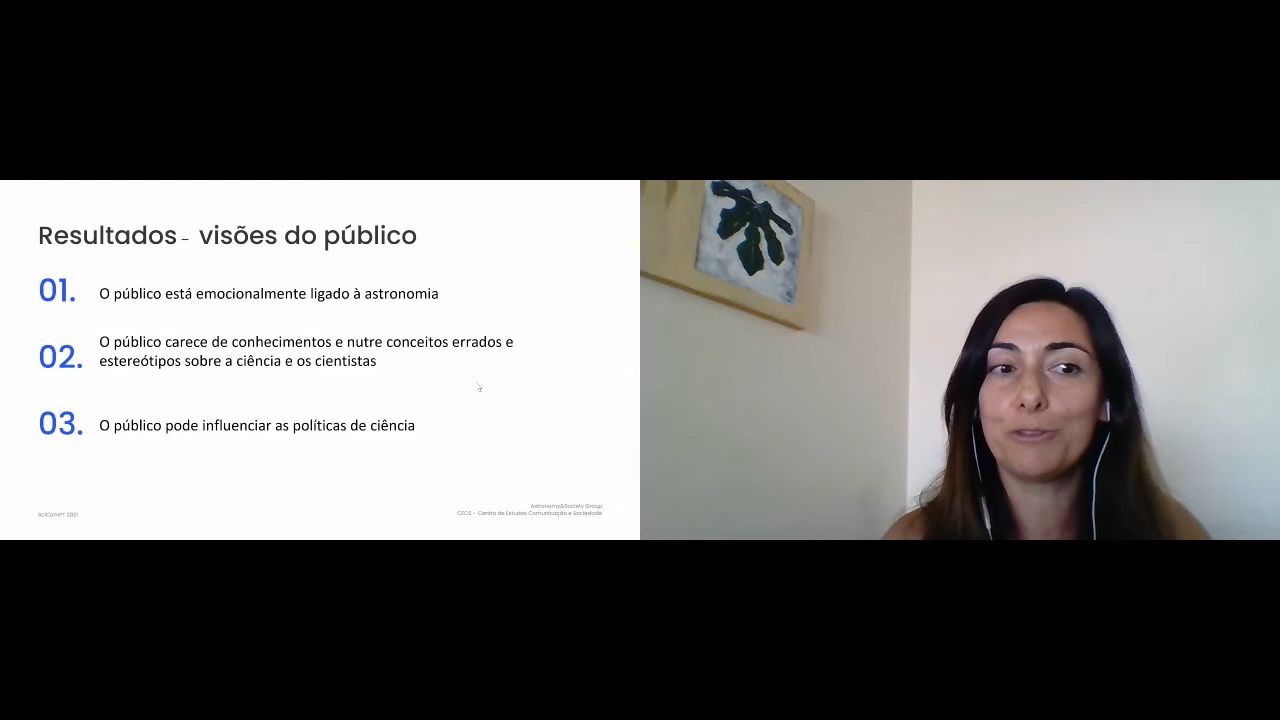 Resultados - visões do público
01. O público está emocionalmente ligado à astronomia
02. O público carece de conhecimentos e nutre conceitos errados e
estereótipos sobre a ciência e os cientistas
03. O público pode influenciar as políticas de ciência
SciComPT 2021
Astronomy&Society Group
CECS – Centro de Estudos Comunicação e Sociedade